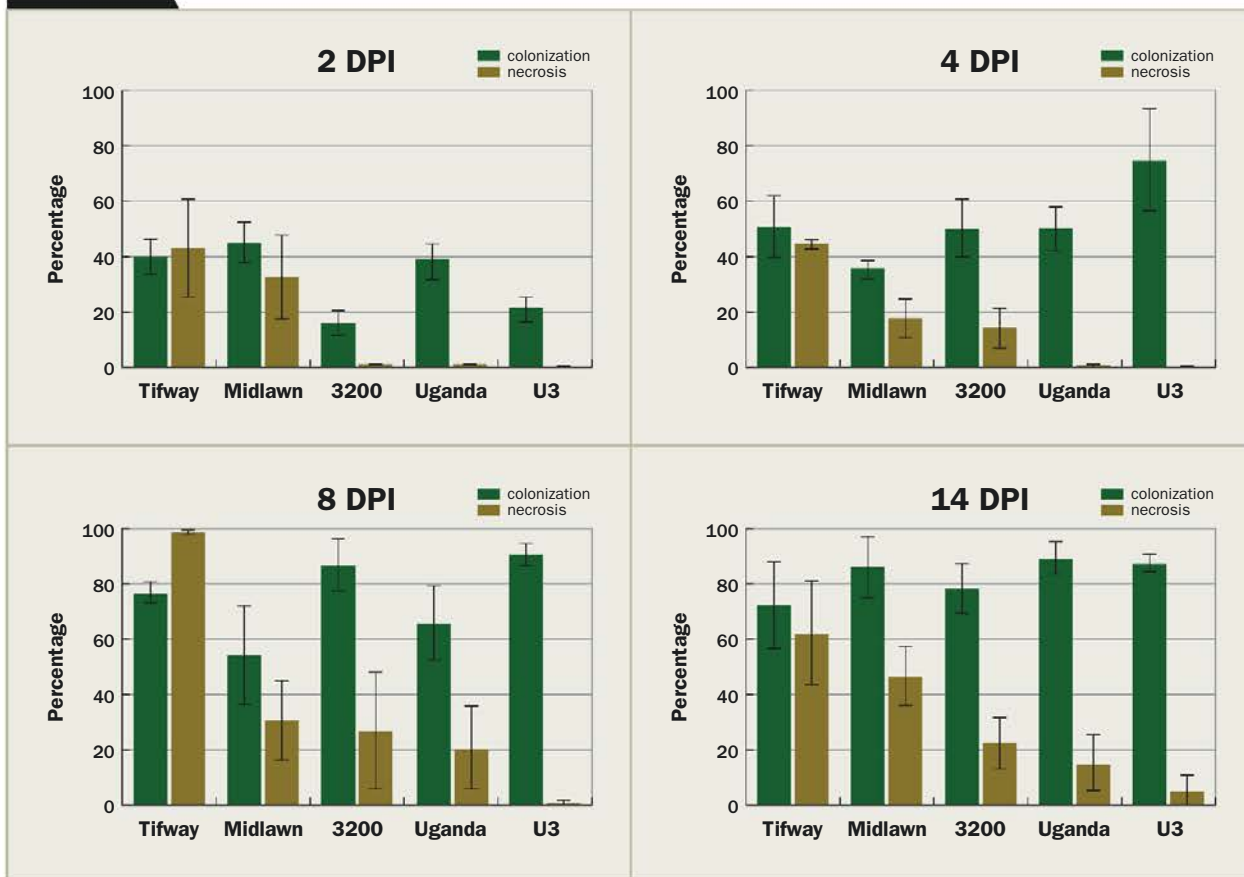 2 DPI
colonization
necrosis
Percentage
100
80
60
40
20
0
Tifway Midlawn 3200 Uganda U3
4 DPI
colonization
necrosis
Percentage
100
80
60
40
20
0
Tifway Midlawn 3200 Uganda U3
8 DPI
colonization
necrosis
Percentage
100
80
60
40
20
0
Tifway Midlawn 3200 Uganda U3
14 DPI
colonization
necrosis
Percentage
100
80
60
40
20
0
Tifway Midlawn 3200 Uganda U3